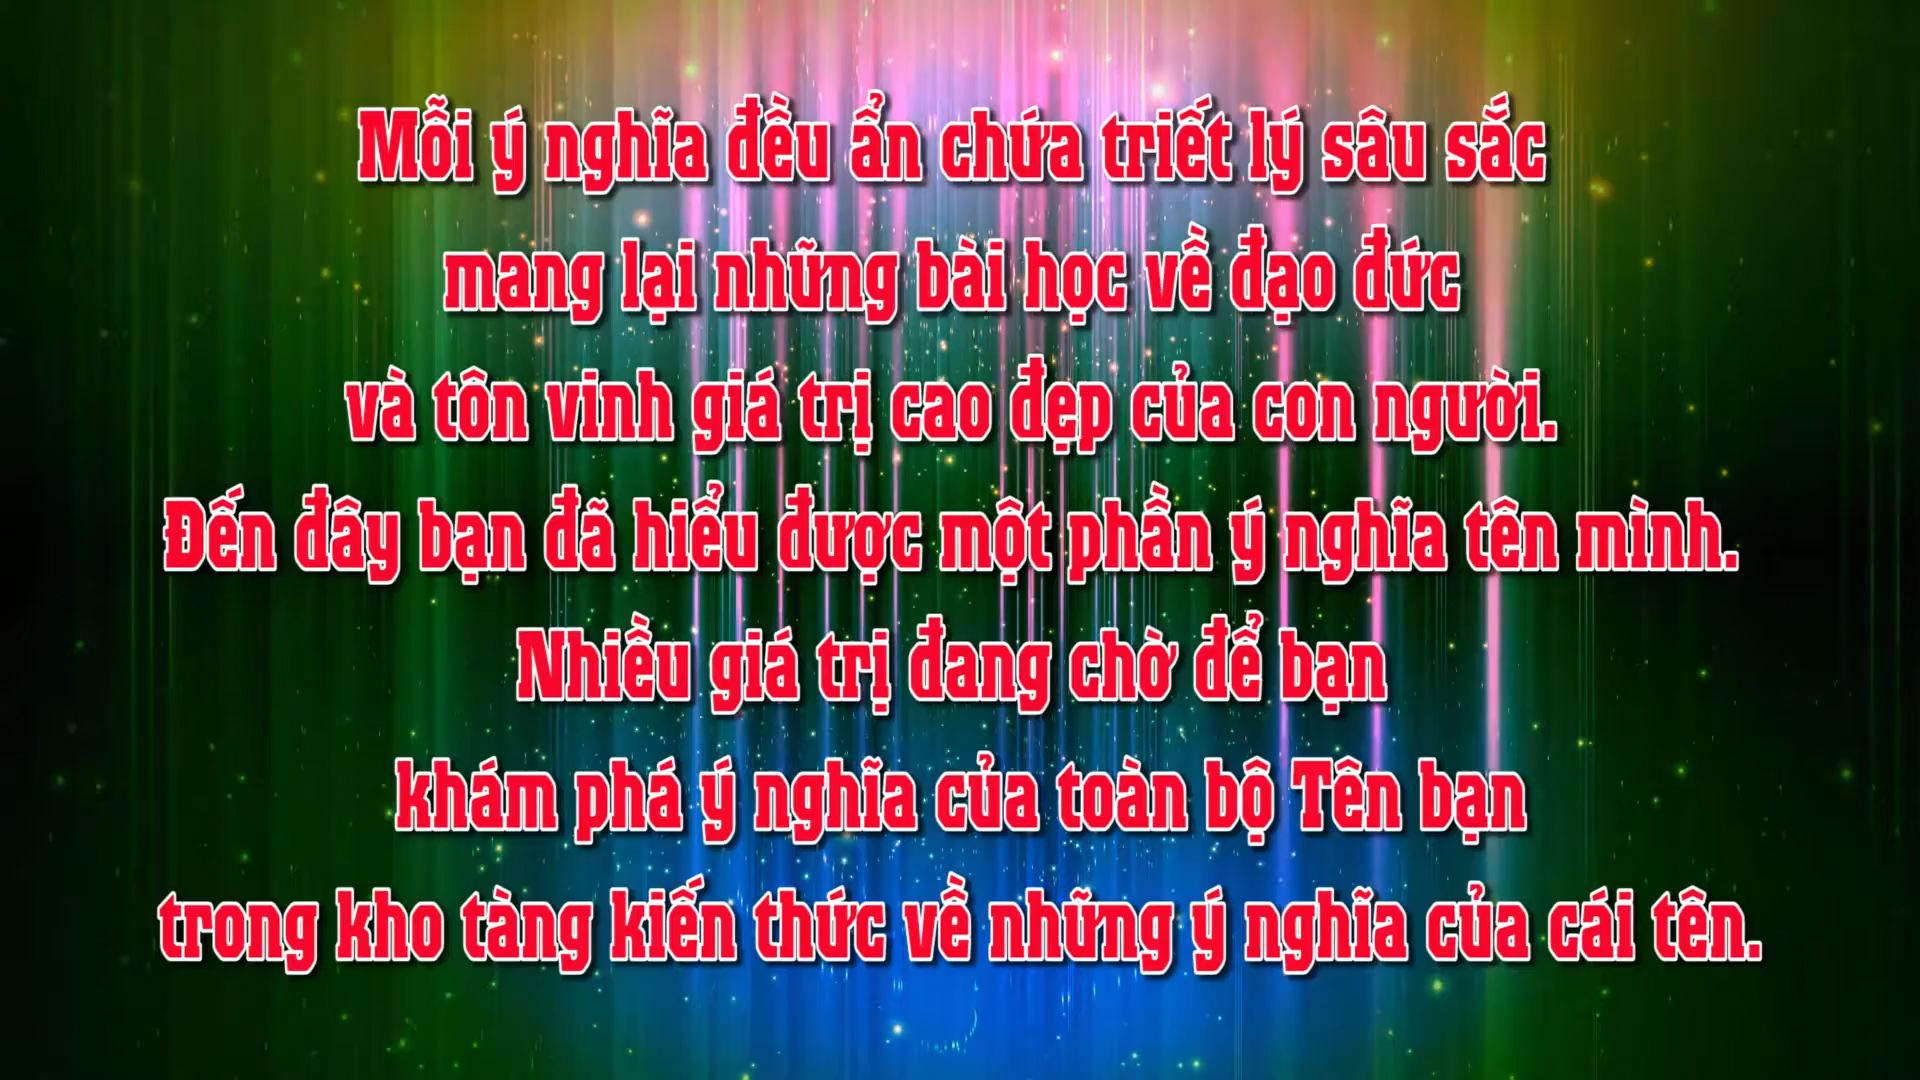 Mỗi ý nghĩa đều ẩn chứa triết lý sâu sắc
mang lại những bài học về đạo đức
và tôn vinh giá trị cao đẹp của con người.
Đến đây bạn đã hiểu được một phần ý nghĩa tên mình.
Nhiều giá trị đang chờ để bạn
khám phá ý nghĩa của toàn bộ Tên bạn
trong kho tàng kiến thức về những ý nghĩa của cái tên.